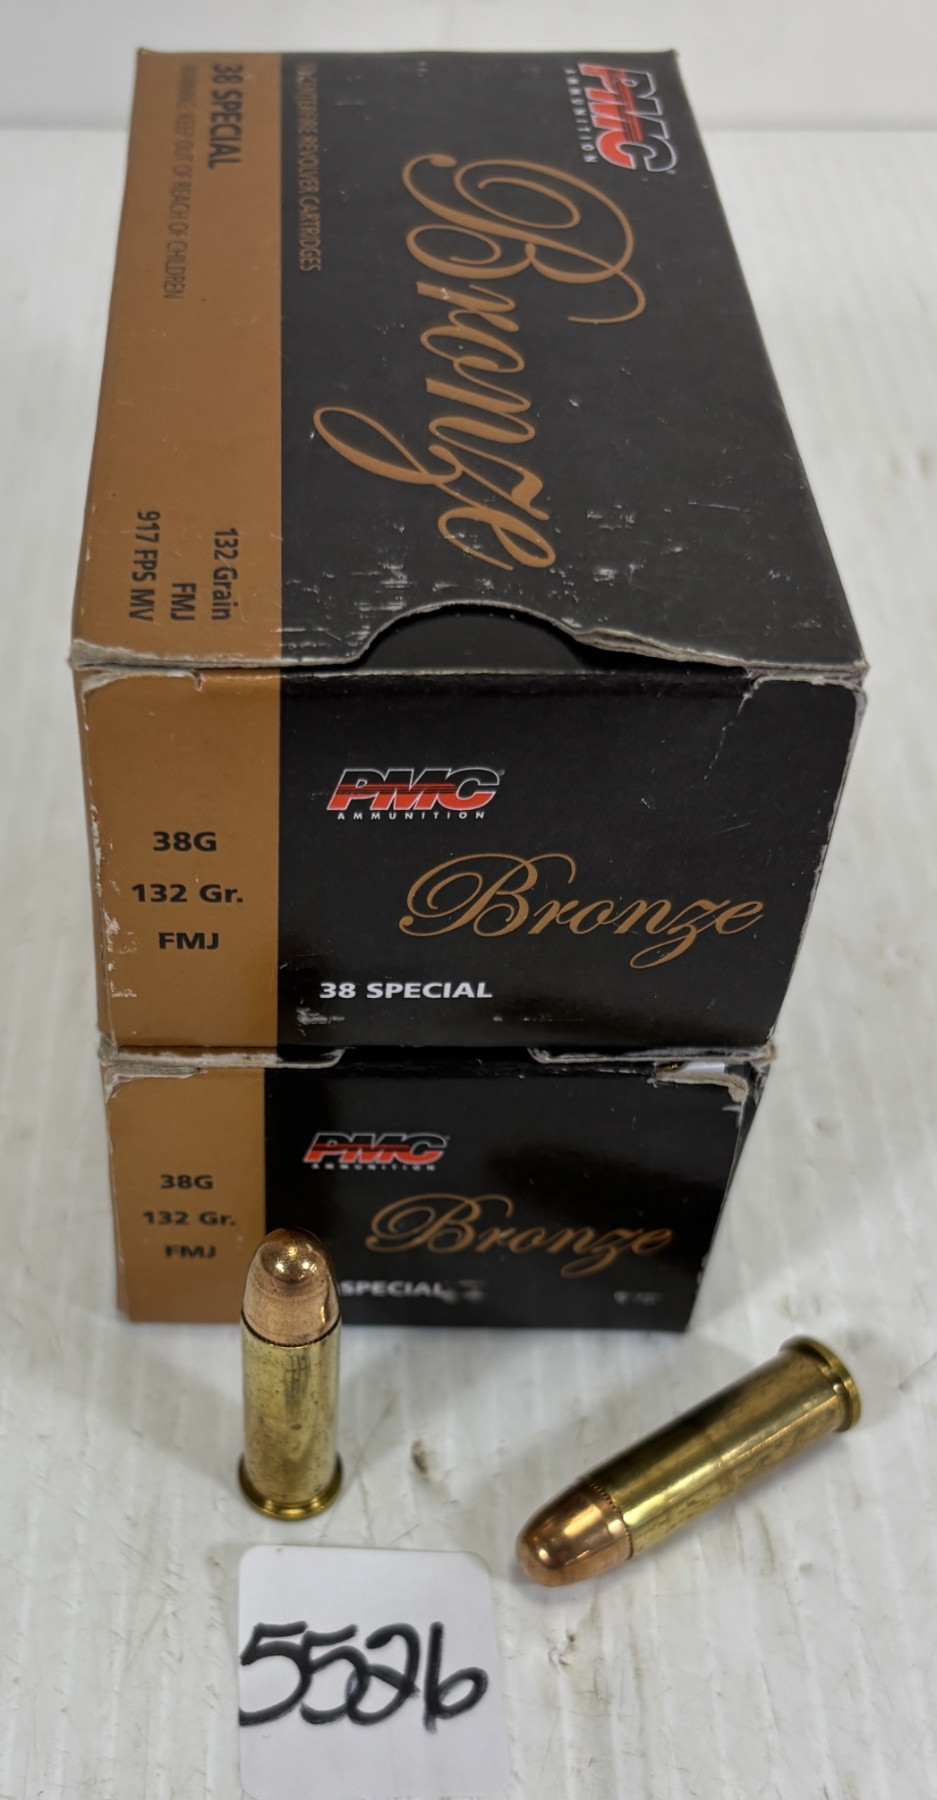 PMC
AMMUNITION
Bronze
CENTERFIRE REVOLVER CARTRIDGES
38 SPECIAL
WARNING: KEEP OUT OF REACH OF CHILDREN
132 Grain
FMJ
917 FPS MV
PMC
AMMUNITION
38G
132 Gr.
FMJ
Bronze
38 SPECIAL
PMC
AMMUNITION
38G
132 Gr.
FMJ
Bronze
SPECIAL
5526